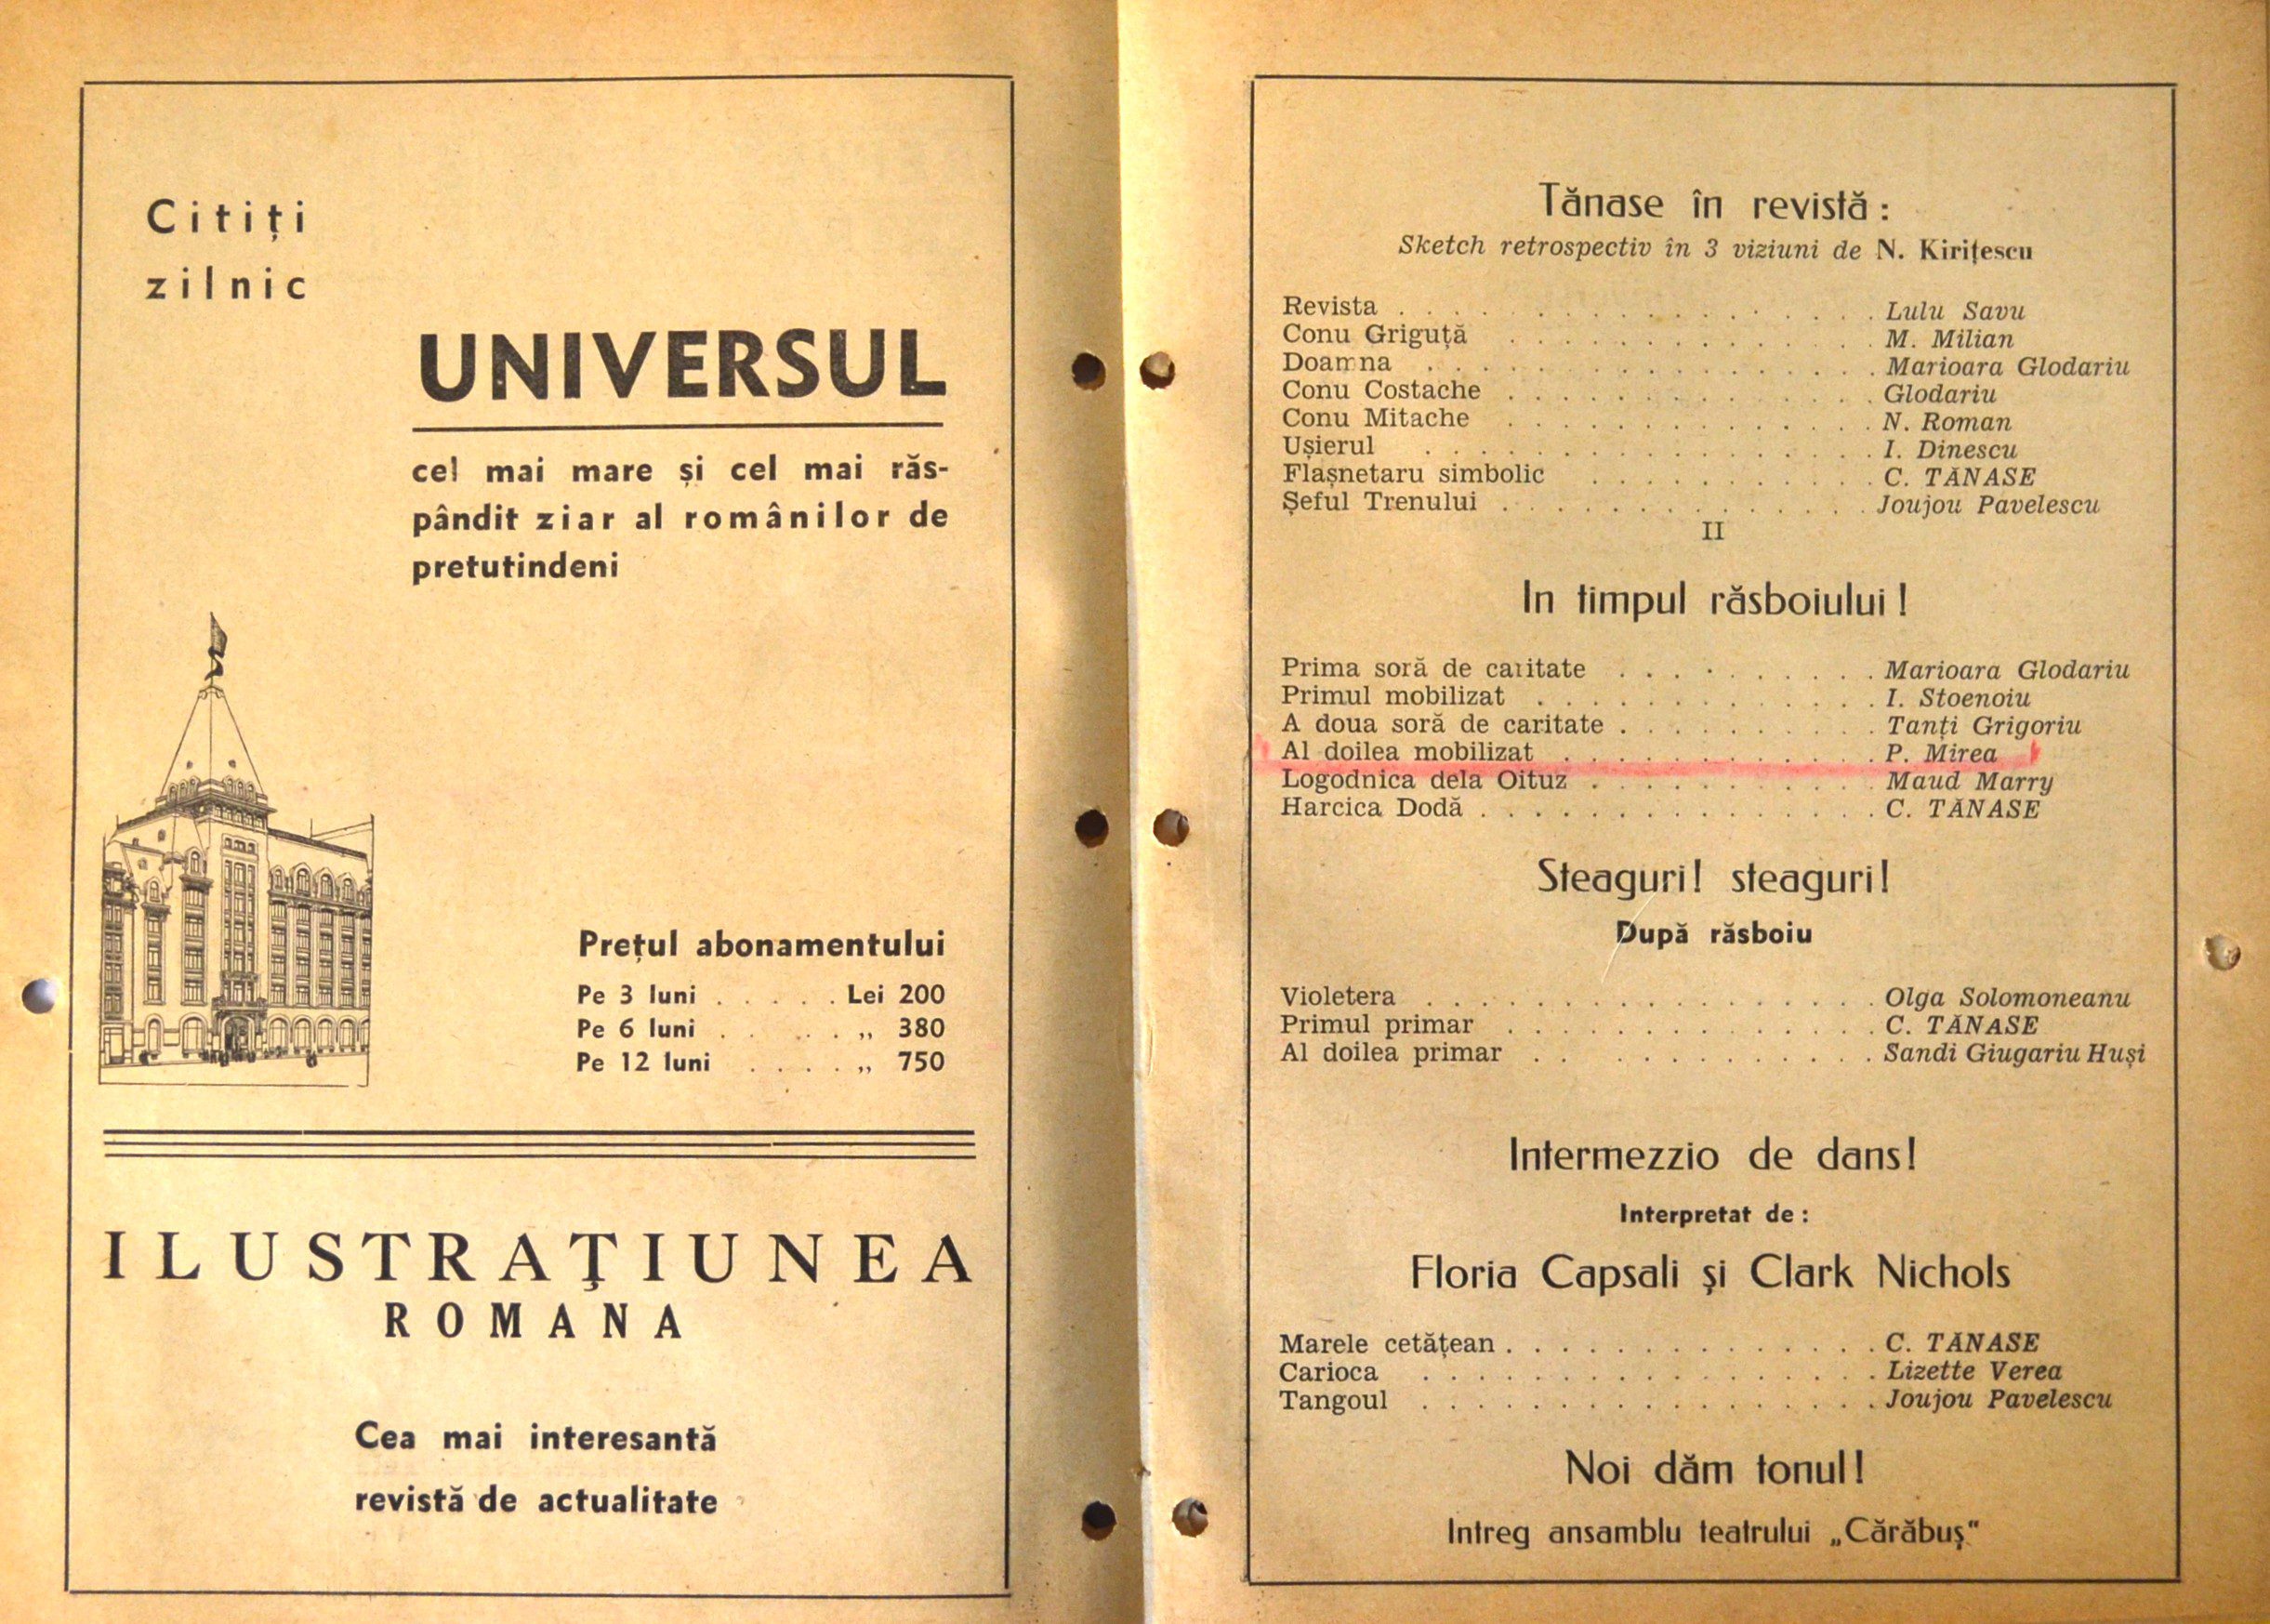 Citiți
zilnic
UNIVERSUL
cel mai mare și cel mai răs-
pândit ziar al românilor de
pretutindeni
Prețul abonamentului
Pe 3 luni . . . . . Lei 200
Pe 6 luni . . . . ,, 380
Pe 12 luni . . . . ,, 750
ILUSTRAȚIUNEA
ROMANA
Cea mai interesantă
revistă de actualitate
Tănase în revistă :
Sketch retrospectiv în 3 viziuni de N. Kirițescu
Revista . . . . . . . . . . . . . . . . . Lulu Savu
Conu Griguță . . . . . . . . . . . . . . M. Milian
Doamna . . . . . . . . . . . . . . . . . Marioara Glodariu
Conu Costache . . . . . . . . . . . . . . Glodariu
Conu Mitache . . . . . . . . . . . . . . N. Roman
Ușierul . . . . . . . . . . . . . . . . . I. Dinescu
Flașnetaru simbolic . . . . . . . . . . . C. TĂNASE
Șeful Trenului . . . . . . . . . . . . . . Joujou Pavelescu
II
In timpul răsboiului !
Prima soră de caritate . . . . . . . . . . Marioara Glodariu
Primul mobilizat . . . . . . . . . . . . . I. Stoenoiu
A doua soră de caritate . . . . . . . . . . Tanți Grigoriu
Al doilea mobilizat . . . . . . . . . . . . P. Mirea
Logodnica dela Oituz . . . . . . . . . . . Maud Marry
Harcica Dodă . . . . . . . . . . . . . . . C. TĂNASE
Steaguri! steaguri!
După răsboiu
Violetera . . . . . . . . . . . . . . . . . Olga Solomoneanu
Primul primar . . . . . . . . . . . . . . C. TĂNASE
Al doilea primar . . . . . . . . . . . . Sandi Giugariu Huși
Intermezzio de dans!
Interpretat de :
Floria Capsali și Clark Nichols
Marele cetățean . . . . . . . . . . . . . . C. TĂNASE
Carioca . . . . . . . . . . . . . . . . . Lizette Verea
Tangoul . . . . . . . . . . . . . . . . . Joujou Pavelescu
Noi dăm tonul!
Intreg ansamblu teatrului „Cărăbuș"